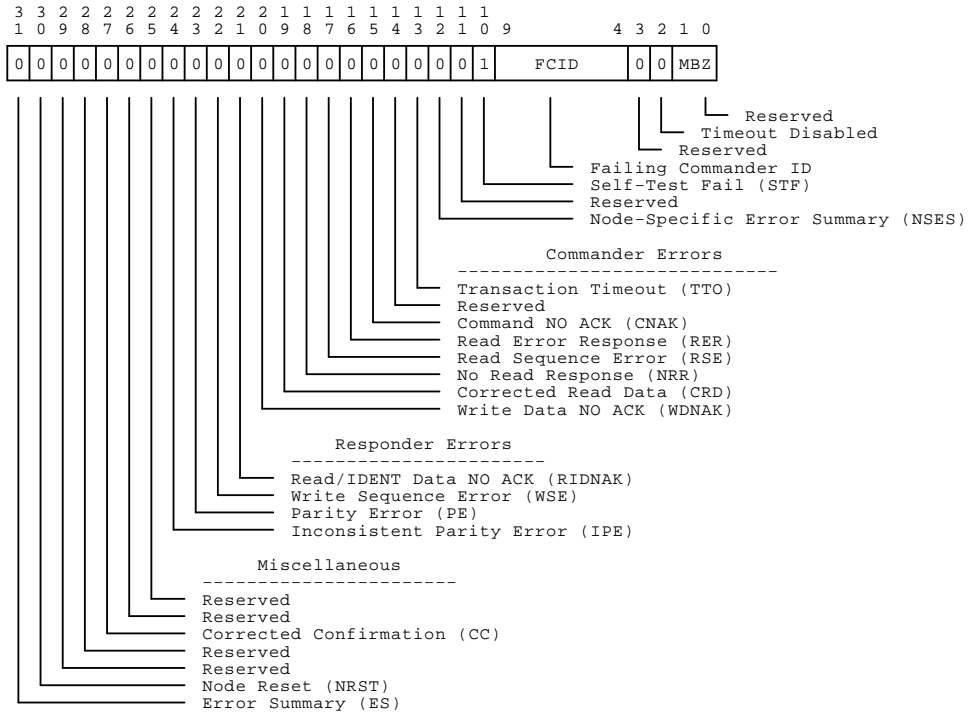 3 3 2 2 2 2 2 2 2 2 2 2 1 1 1 1 1 1 1 1 1 1
1 0 9 8 7 6 5 4 3 2 1 0 9 8 7 6 5 4 3 2 1 0 9 4 3 2 1 0
0 0 0 0 0 0 0 0 0 0 0 0 0 0 0 0 0 0 0 0 0 1 FCID 0 0 MBZ
Reserved
Timeout Disabled
Reserved
Failing Commander ID
Self-Test Fail (STF)
Reserved
Node-Specific Error Summary (NSES)
Commander Errors
-----------------------------
Transaction Timeout (TTO)
Reserved
Command NO ACK (CNAK)
Read Error Response (RER)
Read Sequence Error (RSE)
No Read Response (NRR)
Corrected Read Data (CRD)
Write Data NO ACK (WDNAK)
Responder Errors
-----------------------
Read/IDENT Data NO ACK (RIDNAK)
Write Sequence Error (WSE)
Parity Error (PE)
Inconsistent Parity Error (IPE)
Miscellaneous
-----------------------
Reserved
Reserved
Corrected Confirmation (CC)
Reserved
Reserved
Node Reset (NRST)
Error Summary (ES)